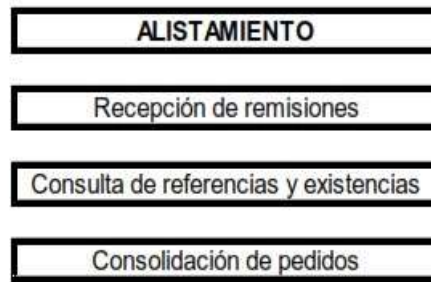 ALISTAMIENTO
Recepción de remisiones
Consulta de referencias y existencias
Consolidación de pedidos